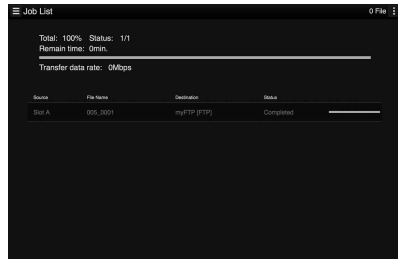 Job List
0 File
Total: 100% Status: 1/1
Remain time: 0min.
Transfer data rate: 0Mbps
Source File Name Destination Status
Slot A 005_0001 myFTP [FTP] Completed